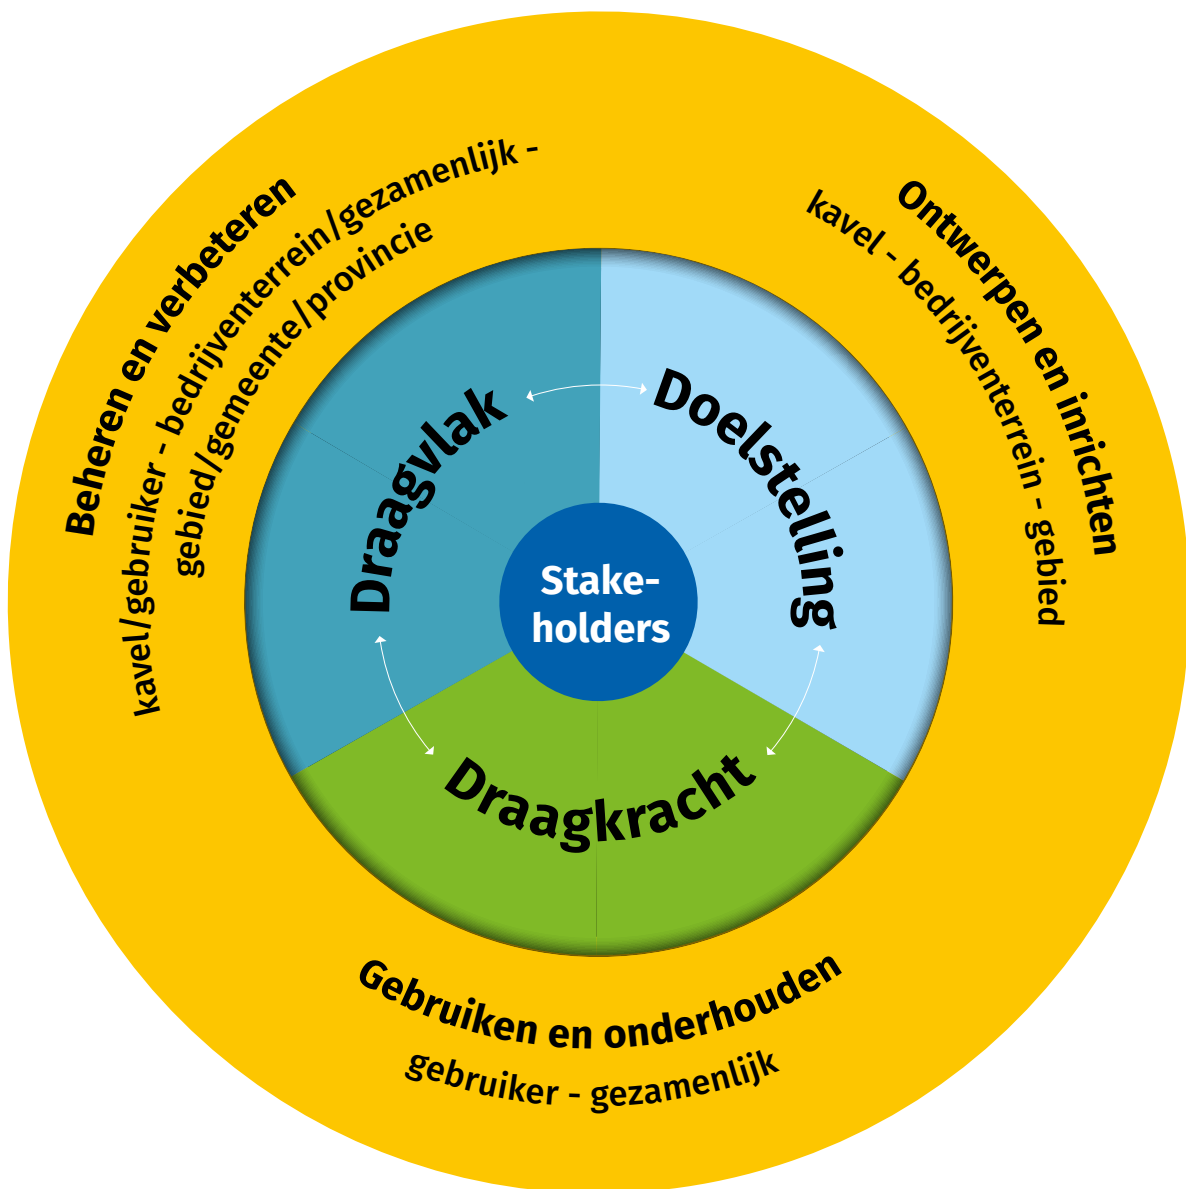 Beheren en verbeteren
kavel/gebruiker - bedrijventerrein/gezamenlijk -
gebied/gemeente/provincie
Ontwerpen en inrichten
kavel - bedrijventerrein - gebied
Draagvlak
Doelstelling
Stake-
holders
Draagkracht
Gebruiken en onderhouden
gebruiker - gezamenlijk